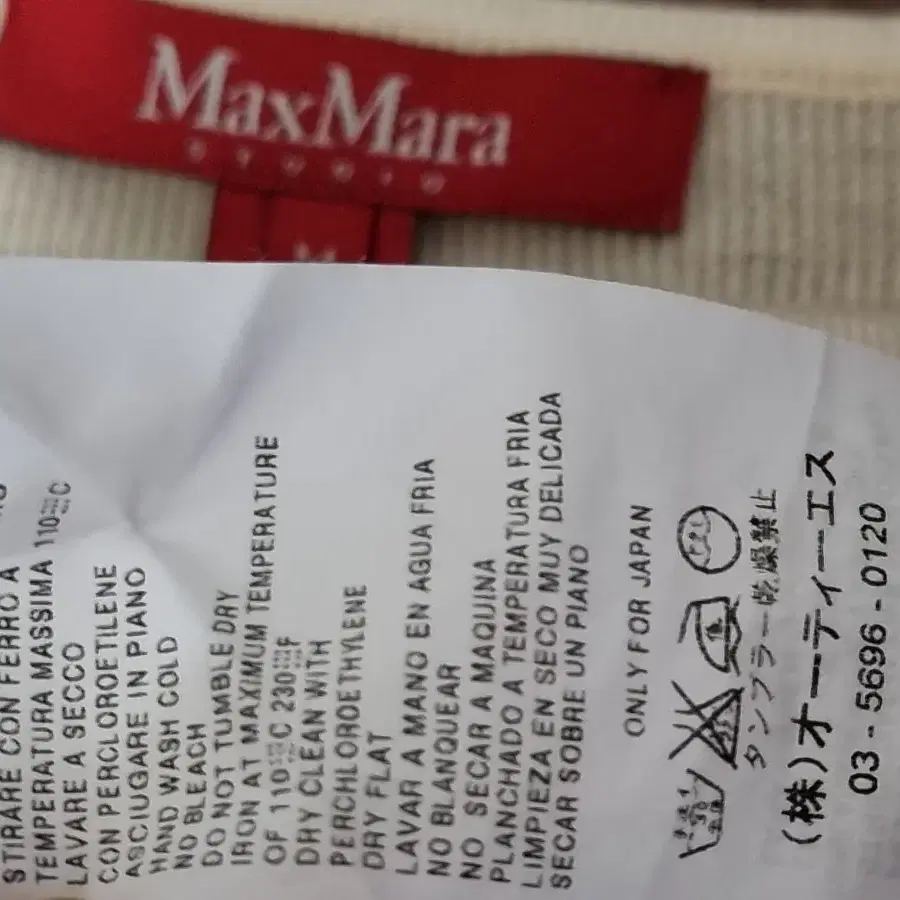 MaxMara
STUDIO
M
STIRARE CON FERRO A
TEMPERATURA MASSIMA 110°C
LAVARE A SECCO
CON PERCLOROETILENE
ASCIUGARE IN PIANO
HAND WASH COLD
NO BLEACH
DO NOT TUMBLE DRY
IRON AT MAXIMUM TEMPERATURE
OF 110°C 230°F
DRY CLEAN WITH
PERCHLOROETHYLENE
DRY FLAT
LAVAR A MANO EN AGUA FRIA
NO BLANQUEAR
NO SECAR A MAQUINA
PLANCHADO A TEMPERATURA FRIA
LIMPIEZA EN SECO MUY DELICADA
SECAR SOBRE UN PIANO
ONLY FOR JAPAN
タンブラー乾燥禁止
(株)オーティーエス
03-5696-0120